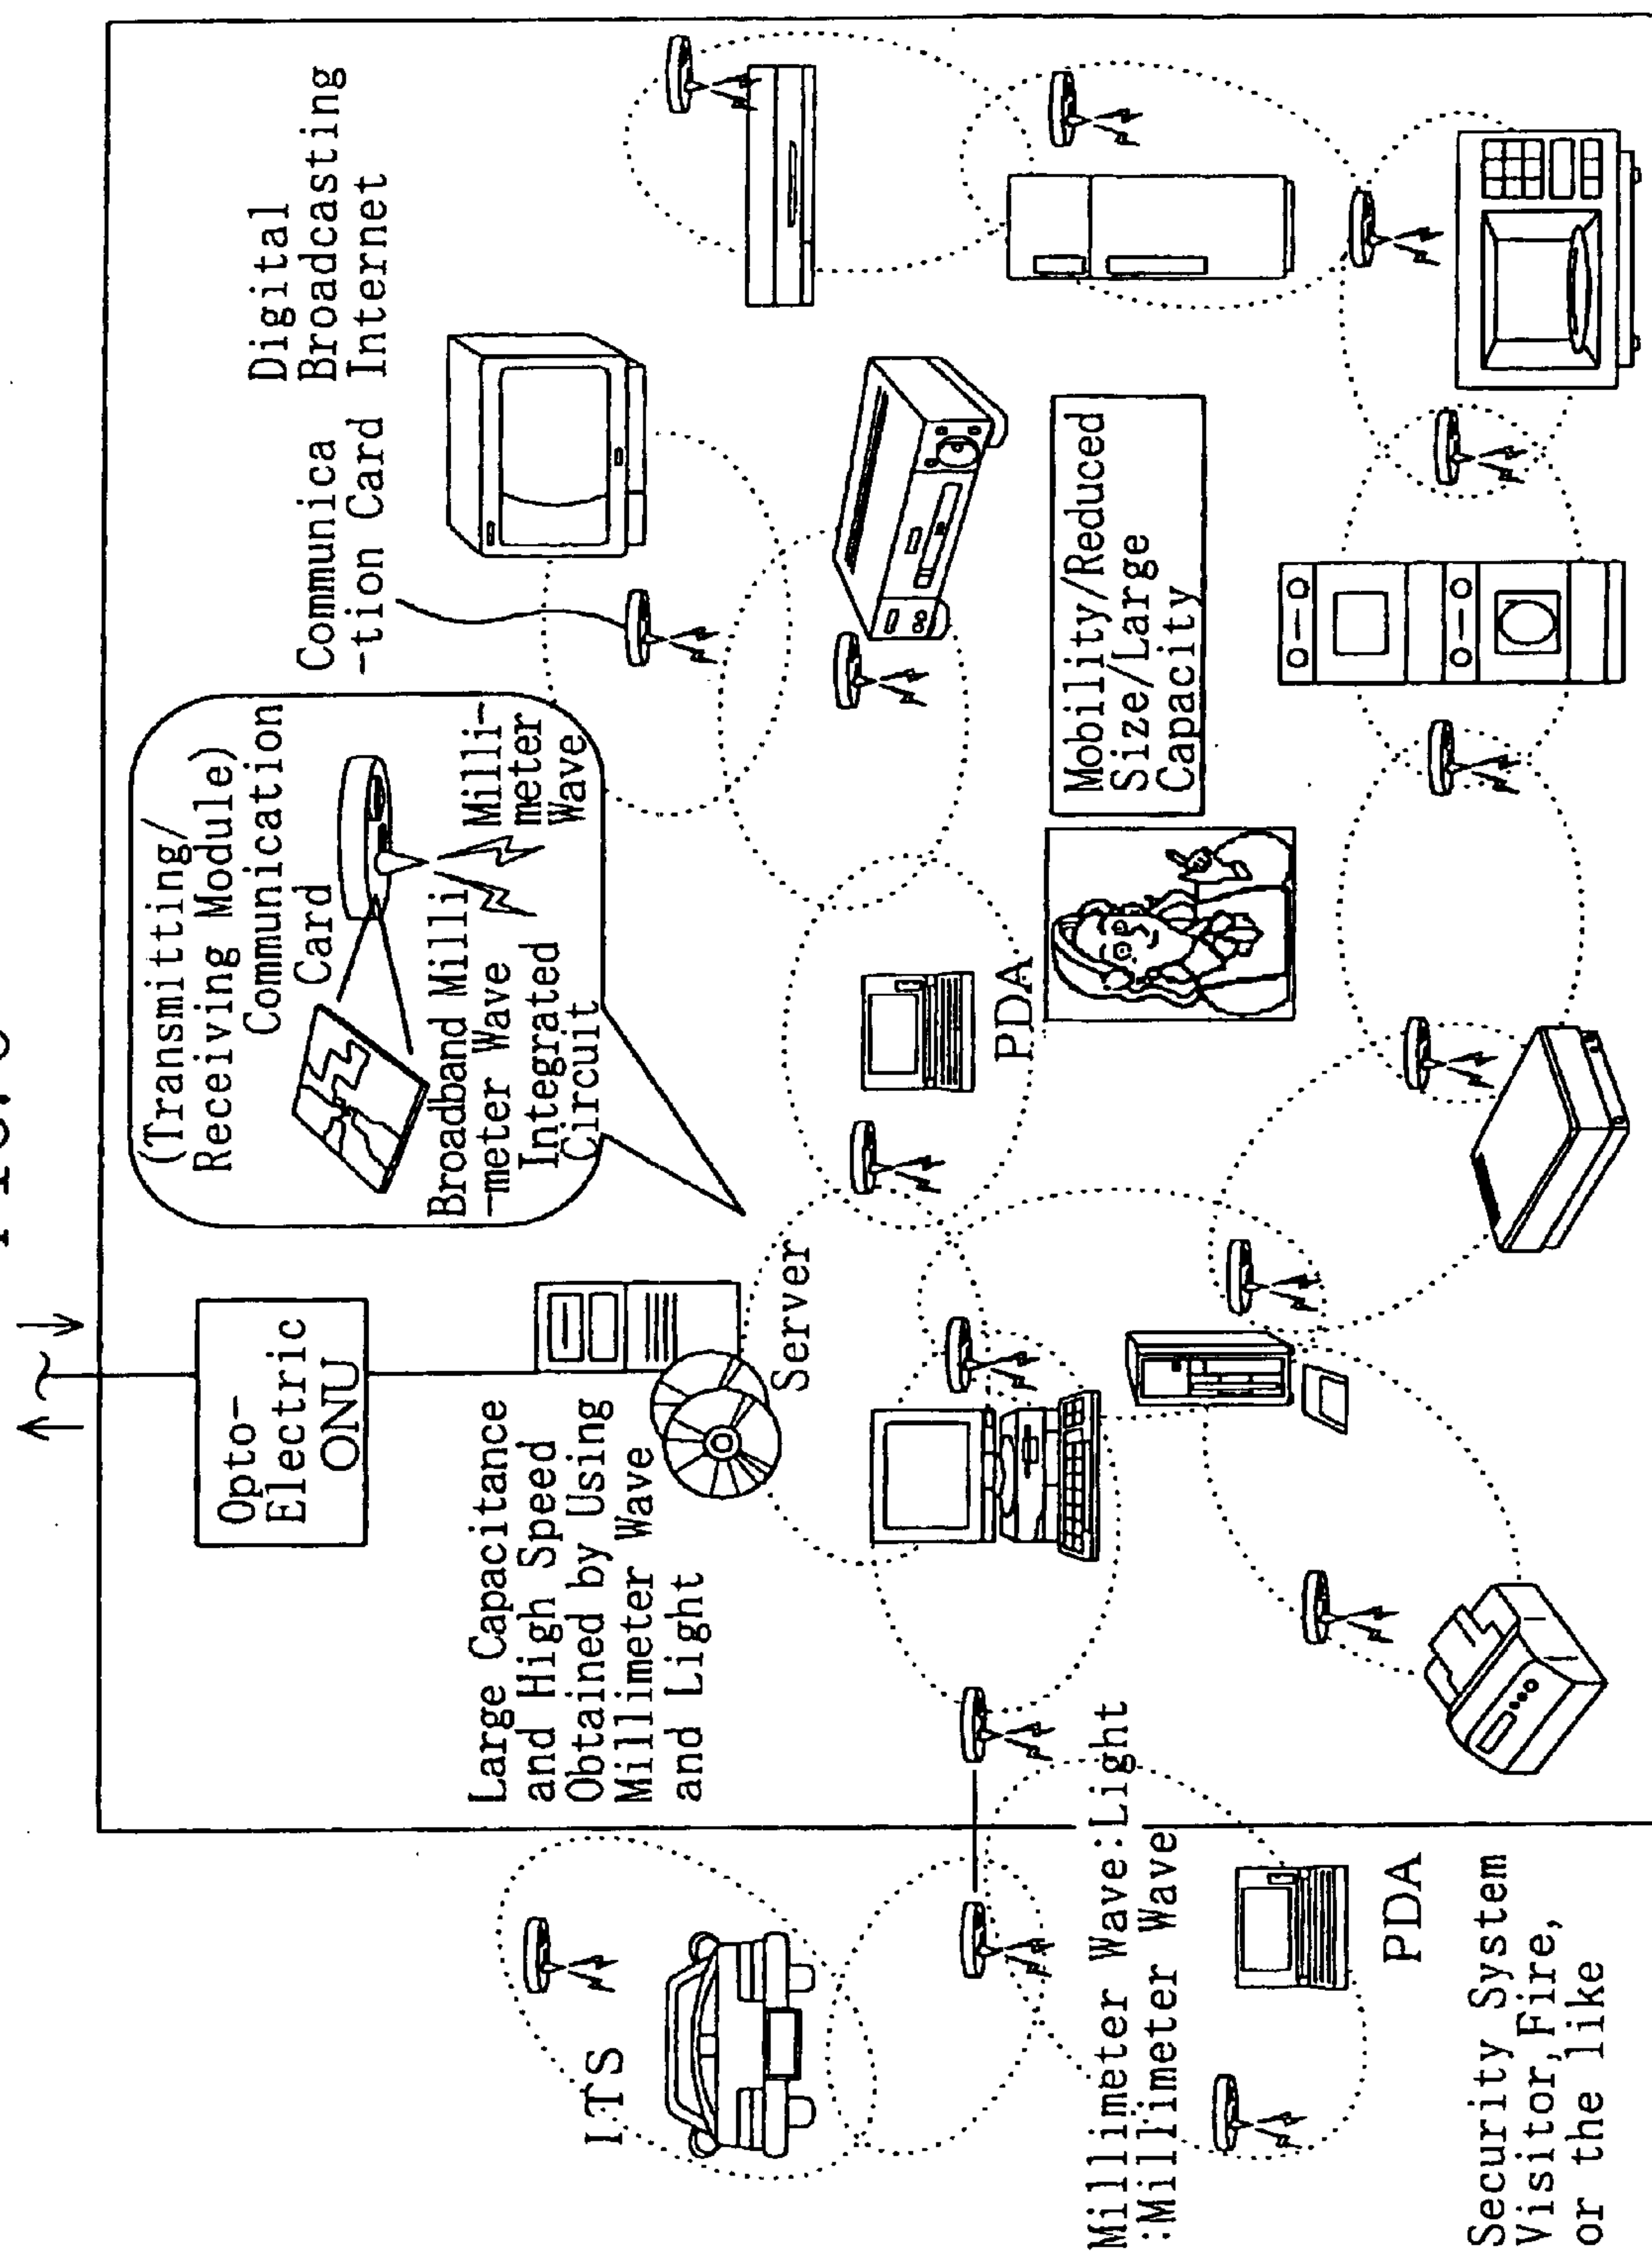 Opto-
Electric
ONU
(Transmitting/
Receiving Module)
Communication
Card
Broadband Milli
-meter Wave
Integrated
Circuit
Milli-
meter
Wave
Communica
-tion Card
Digital
Broadcasting
Internet
Large Capacitance
and High Speed
Obtained by Using
Millimeter Wave
and Light
Server
PDA
Mobility/Reduced
Size/Large
Capacity
ITS
Millimeter Wave:Light
:Millimeter Wave
PDA
Security System
Visitor,Fire,
or the like